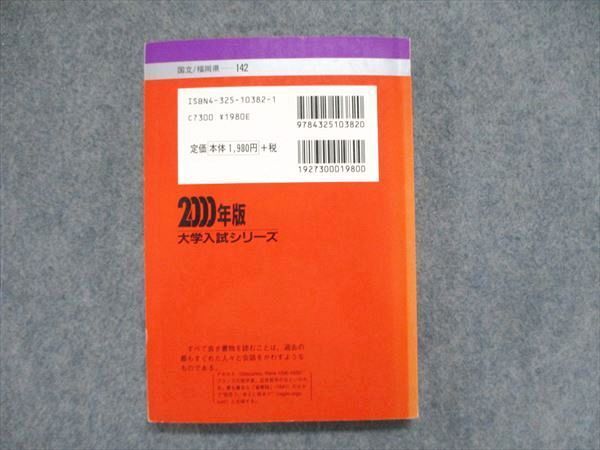 国立/福岡県 142
ISBN4-325-10382-1
C7300 ¥1980E
定価 本体1,980円 +税
9784325103820
1927300019800
2000年版
大学入試シリーズ
すべて良き書物を読むことは、過去の
最もすぐれた人々と会話をかわすような
ものである。